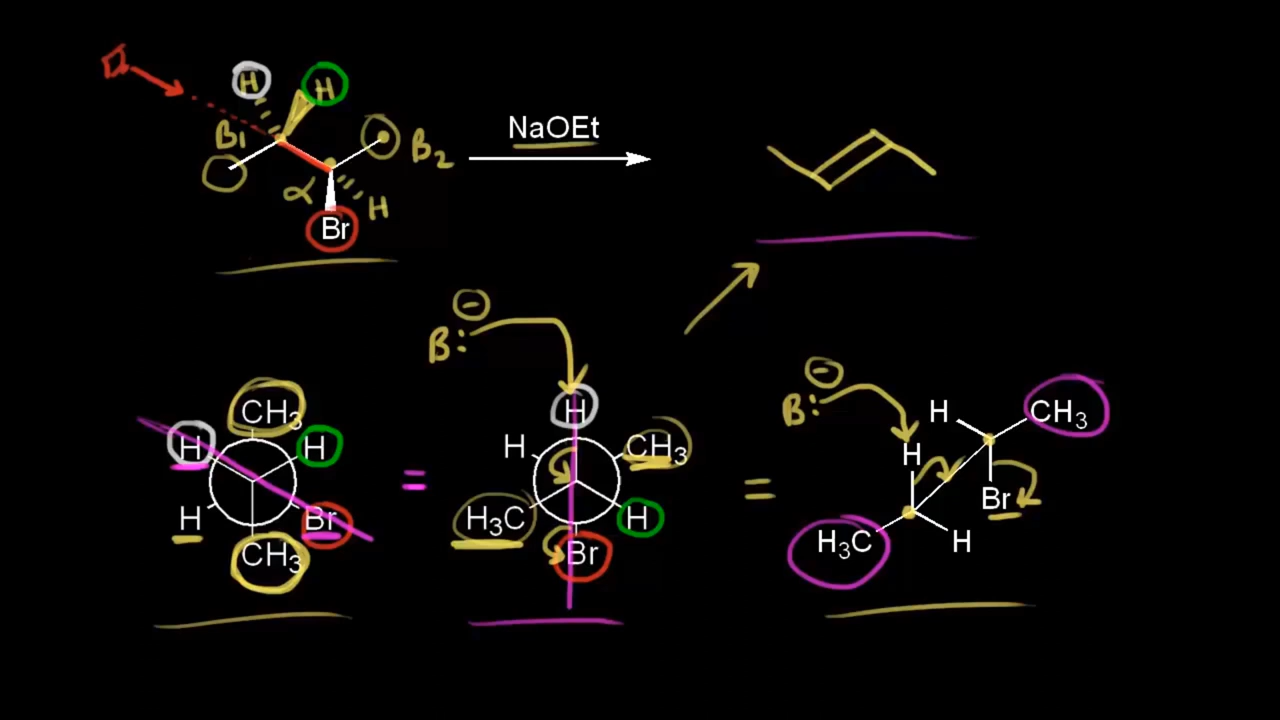 H H
B₁ B₂
α H
Br
NaOEt
B: ⊖
CH₃
H H
H Br
CH₃
=
H
H CH₃
H₃C H
Br
=
B: ⊖
H CH₃
H
Br
H₃C H